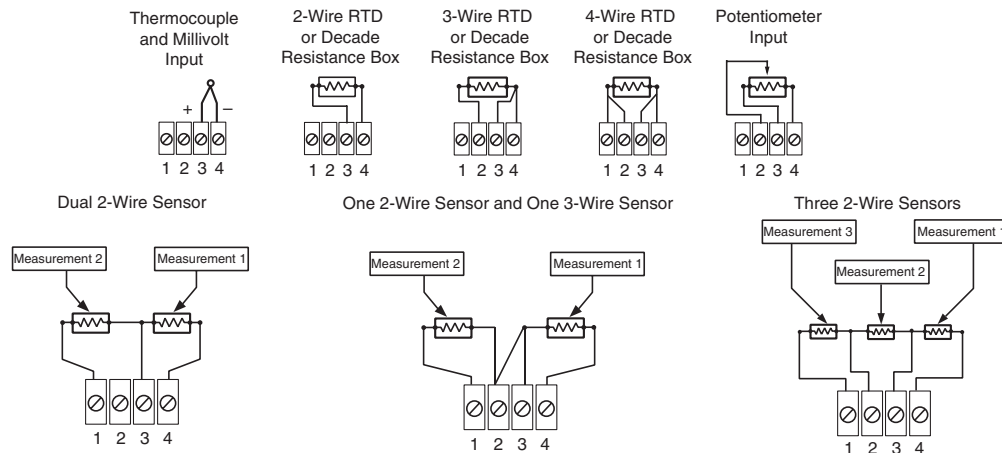 Thermocouple
and Millivolt
Input
2-Wire RTD
or Decade
Resistance Box
3-Wire RTD
or Decade
Resistance Box
4-Wire RTD
or Decade
Resistance Box
Potentiometer
Input
+ –
1 2 3 4
1 2 3 4
1 2 3 4
1 2 3 4
1 2 3 4
Dual 2-Wire Sensor
One 2-Wire Sensor and One 3-Wire Sensor
Three 2-Wire Sensors
Measurement 2
Measurement 1
1 2 3 4
Measurement 2
Measurement 1
1 2 3 4
Measurement 3
Measurement 1
Measurement 2
1 2 3 4